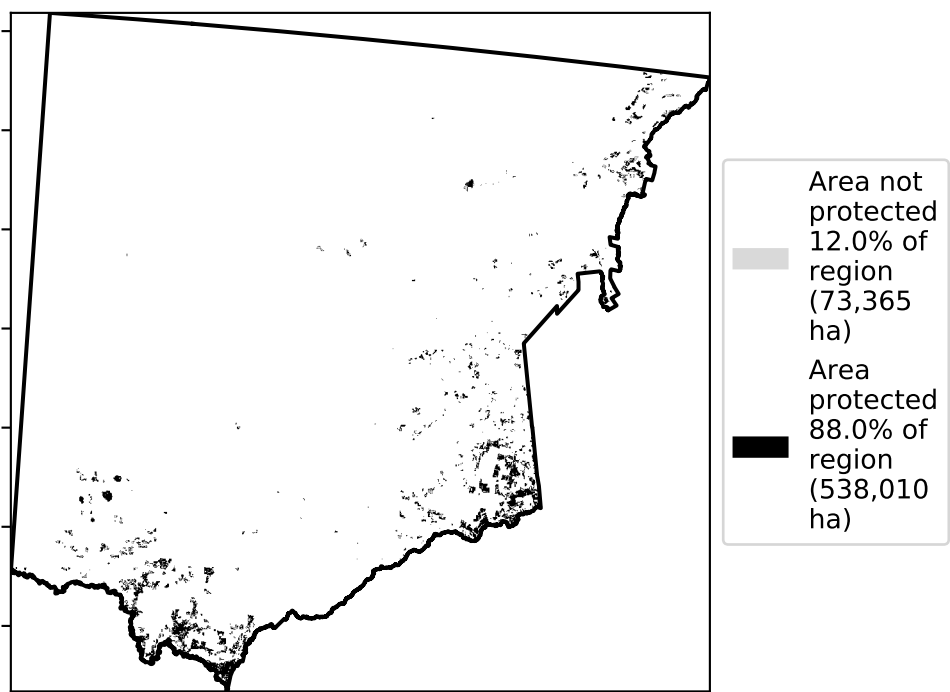 Area not
protected
12.0% of
region
(73,365
ha)
Area
protected
88.0% of
region
(538,010
ha)